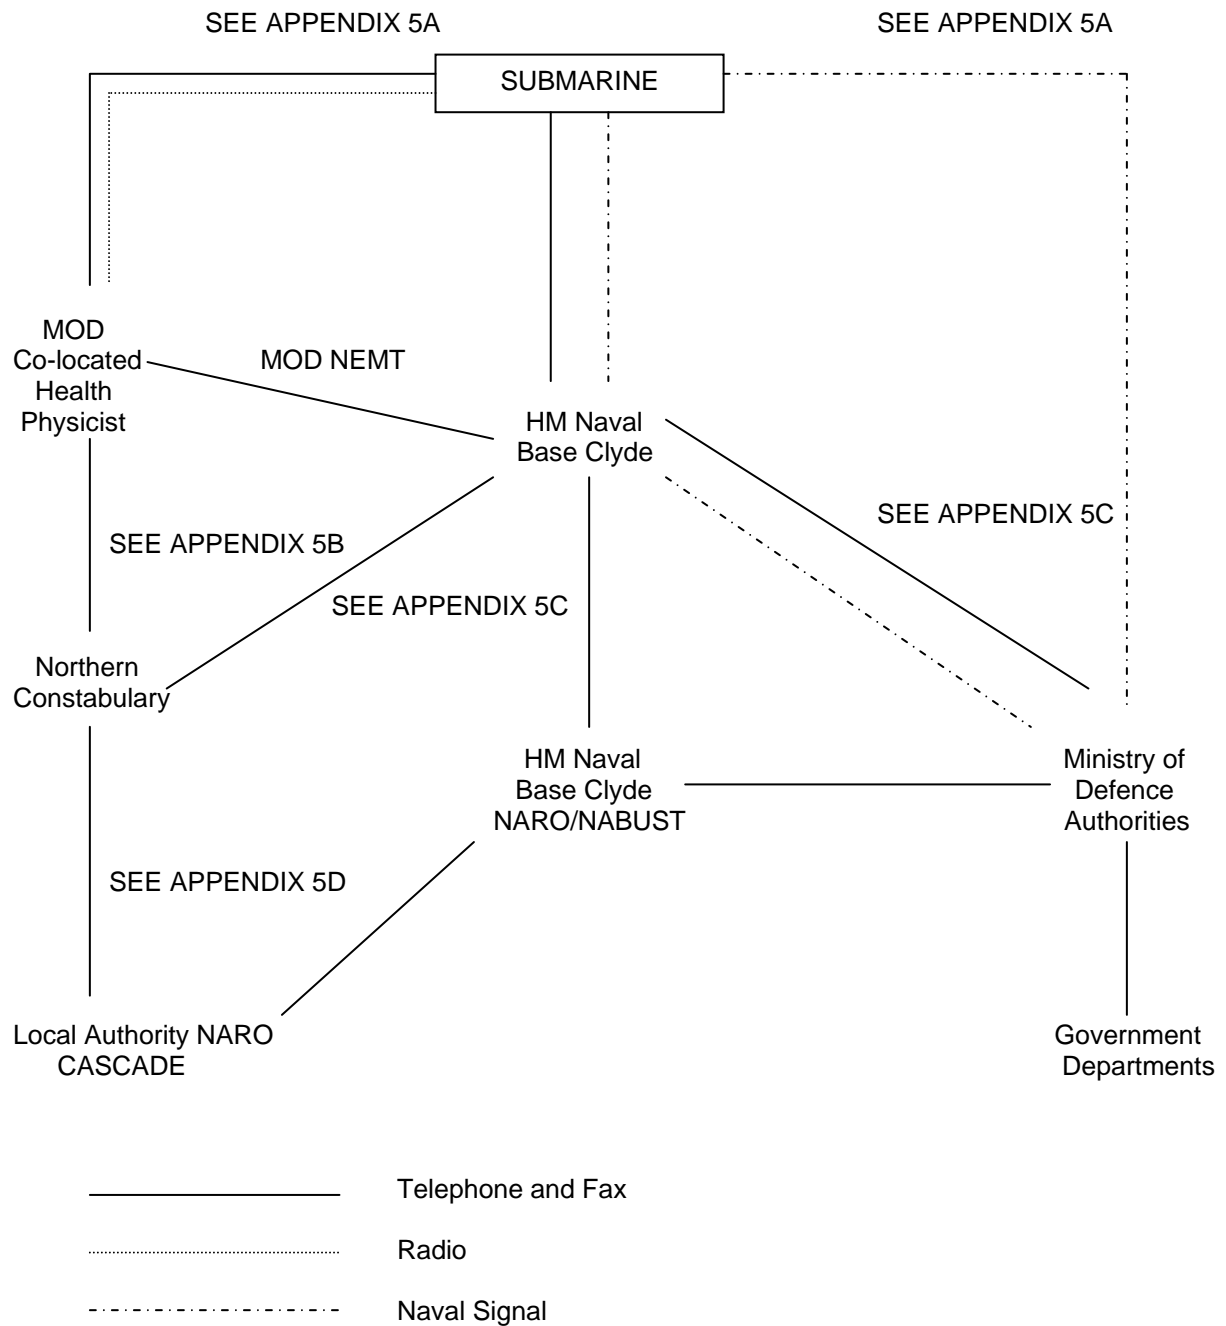 SEE APPENDIX 5A
SEE APPENDIX 5A
SUBMARINE
MOD
Co-located
Health
Physicist
MOD NEMT
HM Naval
Base Clyde
SEE APPENDIX 5C
SEE APPENDIX 5B
SEE APPENDIX 5C
Northern
Constabulary
HM Naval
Base Clyde
NARO/NABUST
Ministry of
Defence
Authorities
SEE APPENDIX 5D
Local Authority NARO
CASCADE
Government
Departments
Telephone and Fax
Radio
Naval Signal